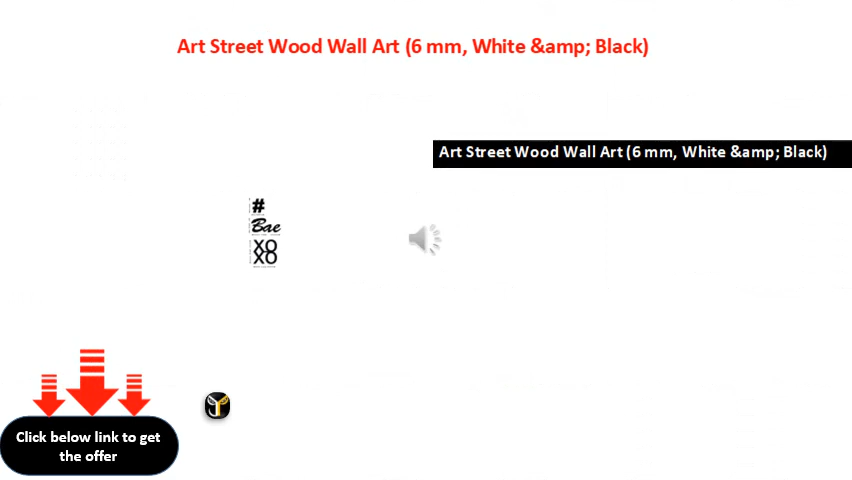 Art Street Wood Wall Art (6 mm, White &amp; Black)
Art Street Wood Wall Art (6 mm, White &amp; Black)
#
Bae
XO
XO
Click below link to get
the offer